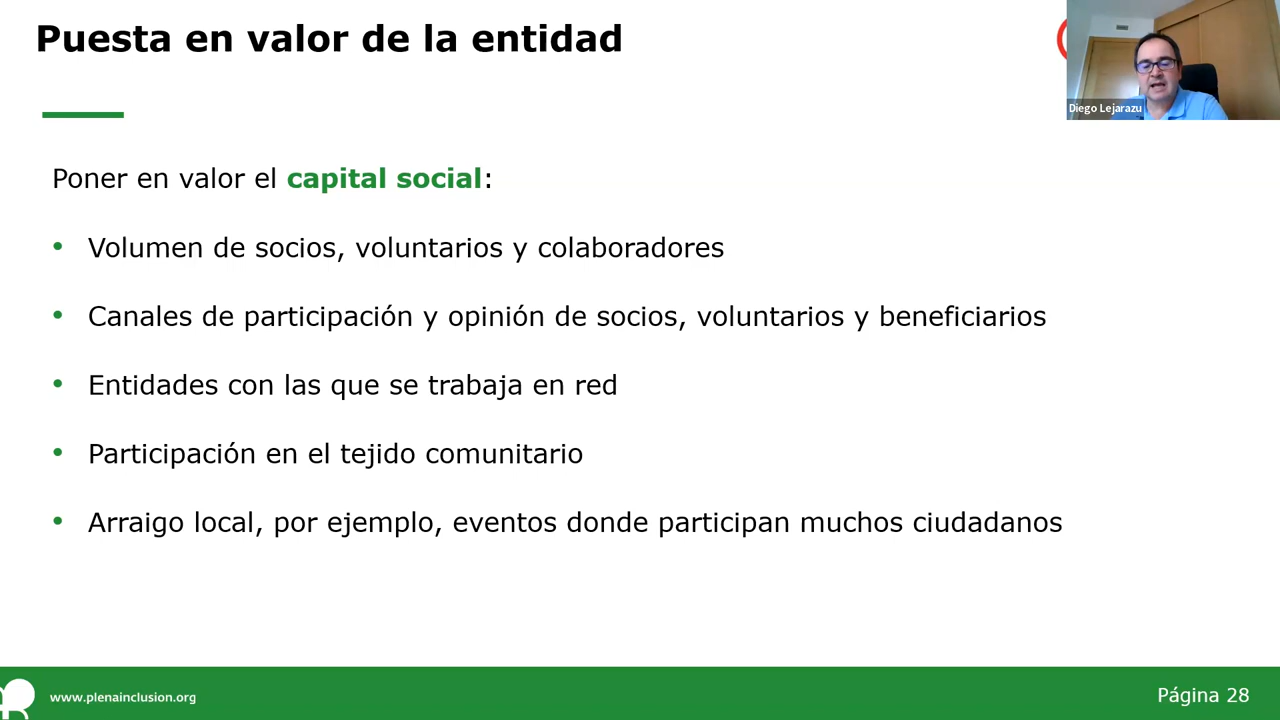 Puesta en valor de la entidad
Diego Lejarazu
Poner en valor el capital social:
• Volumen de socios, voluntarios y colaboradores
• Canales de participación y opinión de socios, voluntarios y beneficiarios
• Entidades con las que se trabaja en red
• Participación en el tejido comunitario
• Arraigo local, por ejemplo, eventos donde participan muchos ciudadanos
www.plenainclusion.org
Página 28